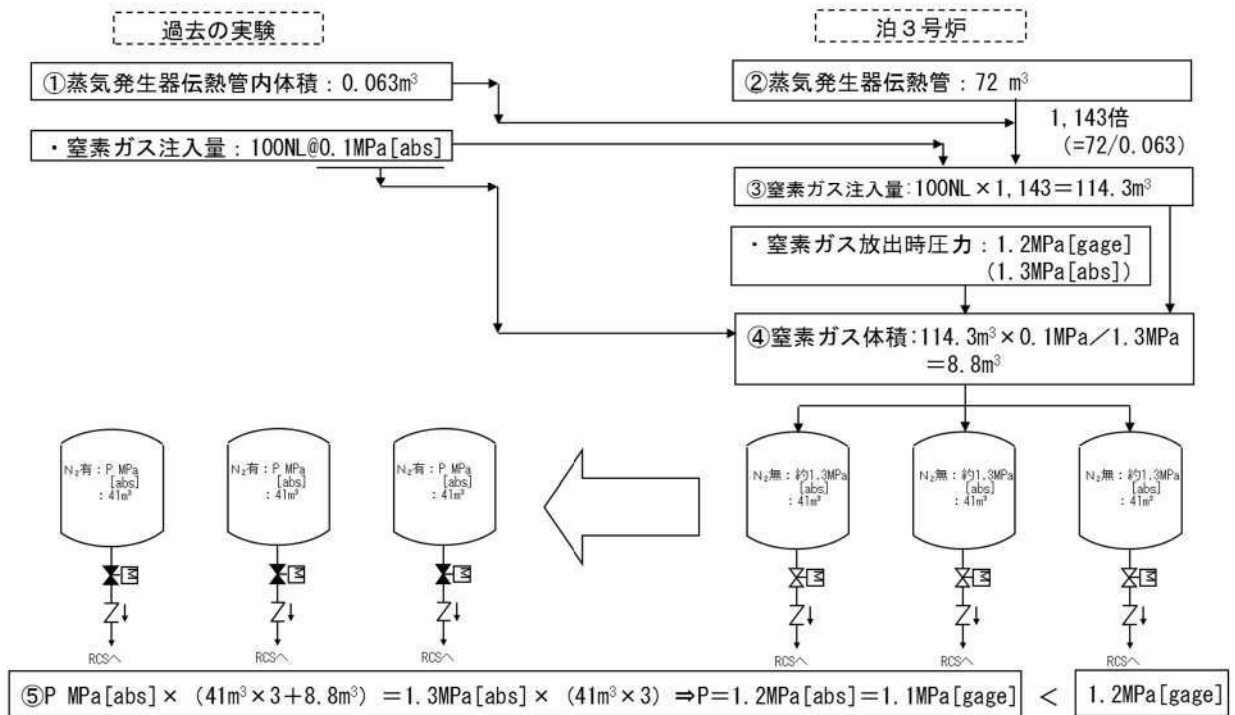 過去の実験
泊3号炉
①蒸気発生器伝熱管内体積：0.063m³
②蒸気発生器伝熱管：72 m³
1,143倍
(=72/0.063)
・窒素ガス注入量：100NL@0.1MPa[abs]
③窒素ガス注入量:100NL×1,143＝114.3m³
・窒素ガス放出時圧力：1.2MPa[gage]
(1.3MPa[abs])
④窒素ガス体積:114.3m³×0.1MPa／1.3MPa
＝8.8m³
N₂有：P MPa
[abs]
：41m³
N₂有：P MPa
[abs]
：41m³
N₂有：P MPa
[abs]
：41m³
N₂無：約1.3MPa
[abs]
：41m³
N₂無：約1.3MPa
[abs]
：41m³
N₂無：約1.3MPa
[abs]
：41m³
M
M
M
M
M
M
RCSへ
RCSへ
RCSへ
RCSへ
RCSへ
RCSへ
⑤P MPa[abs]×（41m³×3＋8.8m³）＝1.3MPa[abs]×（41m³×3）⇒P＝1.2MPa[abs]＝1.1MPa[gage] ＜ 1.2MPa[gage]